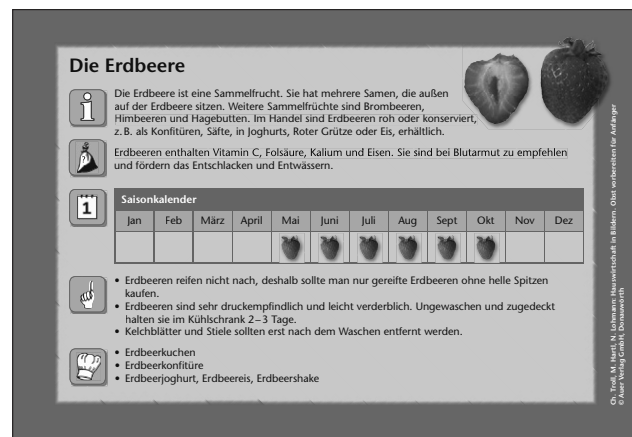 Die Erdbeere
Die Erdbeere ist eine Sammelfrucht. Sie hat mehrere Samen, die außen
auf der Erdbeere sitzen. Weitere Sammelfrüchte sind Brombeeren,
Himbeeren und Hagebutten. Im Handel sind Erdbeeren roh oder konserviert,
z. B. als Konfitüren, Säfte, in Joghurts, Roter Grütze oder Eis, erhältlich.
Erdbeeren enthalten Vitamin C, Folsäure, Kalium und Eisen. Sie sind bei Blutarmut zu empfehlen
und fördern das Entschlacken und Entwässern.
1
Saisonkalender
Jan Feb März April Mai Juni Juli Aug Sept Okt Nov Dez
• Erdbeeren reifen nicht nach, deshalb sollte man nur gereifte Erdbeeren ohne helle Spitzen
kaufen.
• Erdbeeren sind sehr druckempfindlich und leicht verderblich. Ungewaschen und zugedeckt
halten sie im Kühlschrank 2–3 Tage.
• Kelchblätter und Stiele sollten erst nach dem Waschen entfernt werden.
• Erdbeerkuchen
• Erdbeerkonfitüre
• Erdbeerjoghurt, Erdbeereis, Erdbeershake
Ch. Troll, M. Hartl, N. Lohmann: Hauswirtschaft in Bildern. Obst vorbereiten für Anfänger
© Auer Verlag GmbH, Donauwörth